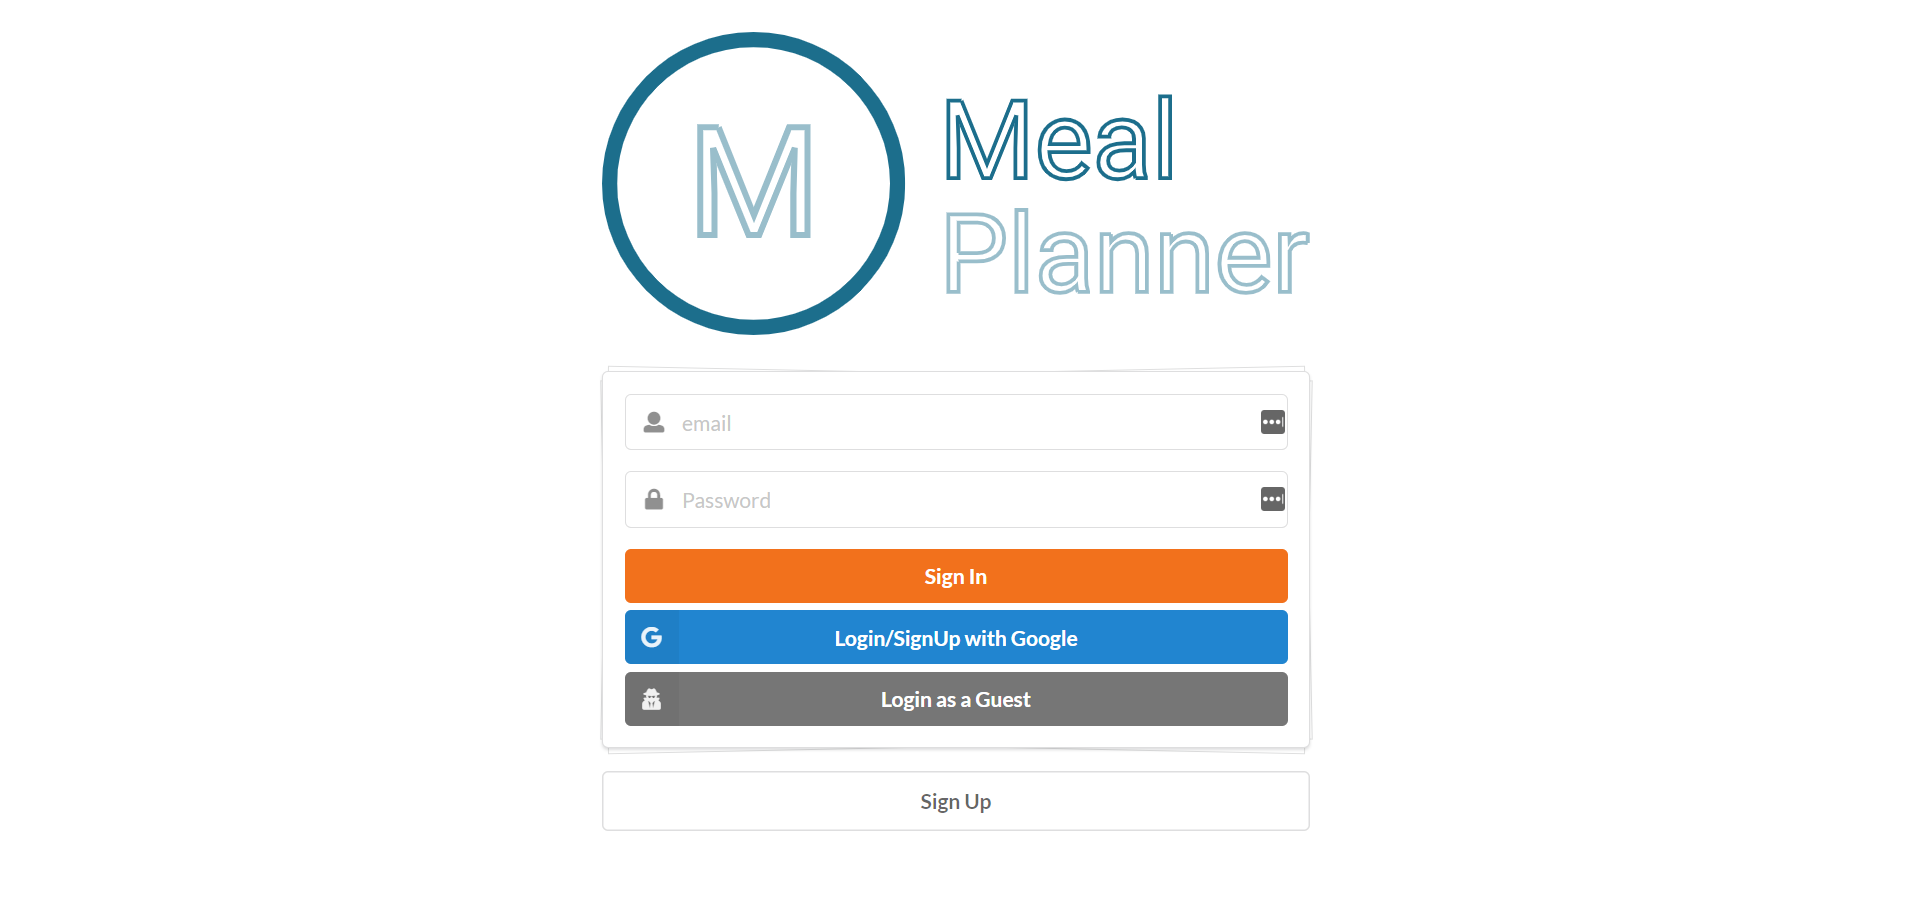 M
Meal
Planner
email
Password
Sign In
G
Login/SignUp with Google
Login as a Guest
Sign Up